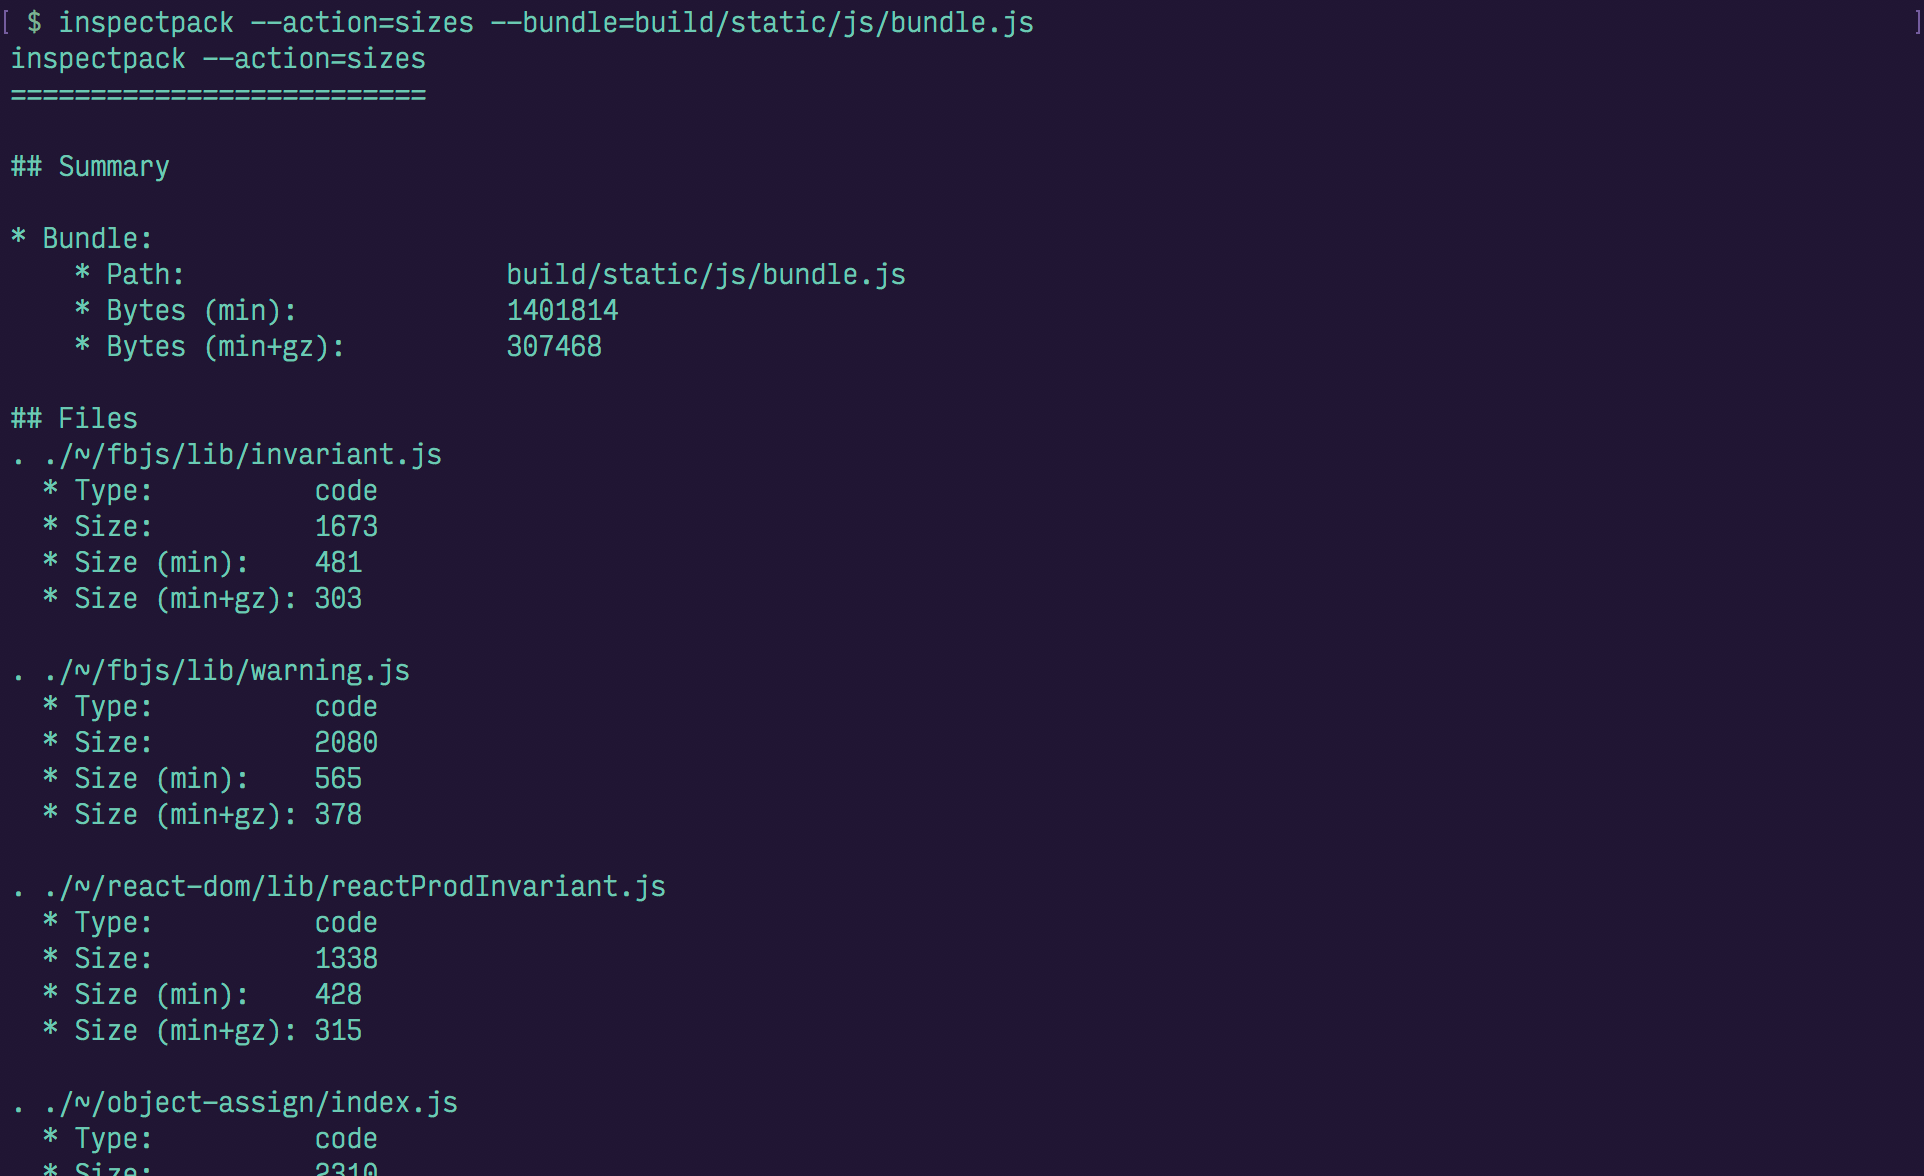 [ $ inspectpack --action=sizes --bundle=build/static/js/bundle.js ]
inspectpack --action=sizes
==========================
## Summary
* Bundle:
    * Path:                    build/static/js/bundle.js
    * Bytes (min):             1401814
    * Bytes (min+gz):          307468
## Files
. ./~/fbjs/lib/invariant.js
  * Type:          code
  * Size:          1673
  * Size (min):    481
  * Size (min+gz): 303
. ./~/fbjs/lib/warning.js
  * Type:          code
  * Size:          2080
  * Size (min):    565
  * Size (min+gz): 378
. ./~/react-dom/lib/reactProdInvariant.js
  * Type:          code
  * Size:          1338
  * Size (min):    428
  * Size (min+gz): 315
. ./~/object-assign/index.js
  * Type:          code
  * Size:          2310